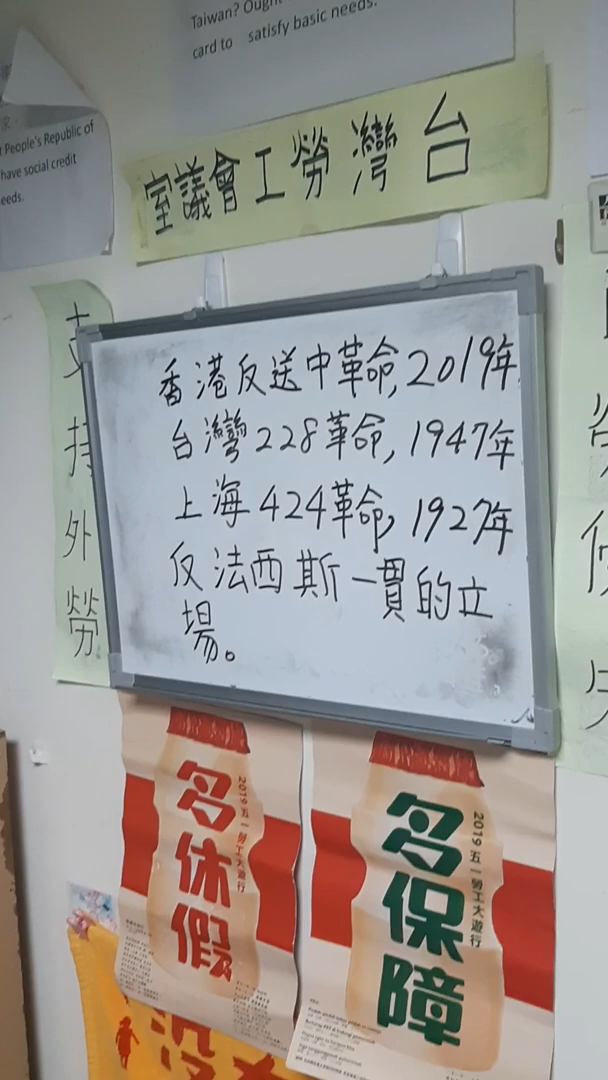 Taiwan? Ought
card to satisfy basic needs.
People's Republic of
have social credit
eeds.
室議會工勞灣台
支持外勞
香港反送中革命,2019年
台灣228革命,1947年
上海424革命,1927年
反法西斯一貫的立
場。
多休假
2019五一勞工大遊行
多保障
2019五一勞工大遊行
沒有